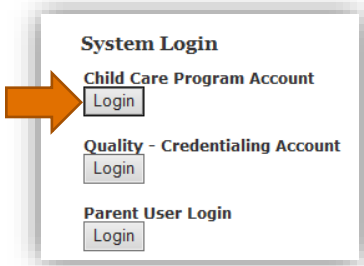 System Login
Child Care Program Account
Login
Quality - Credentialing Account
Login
Parent User Login
Login